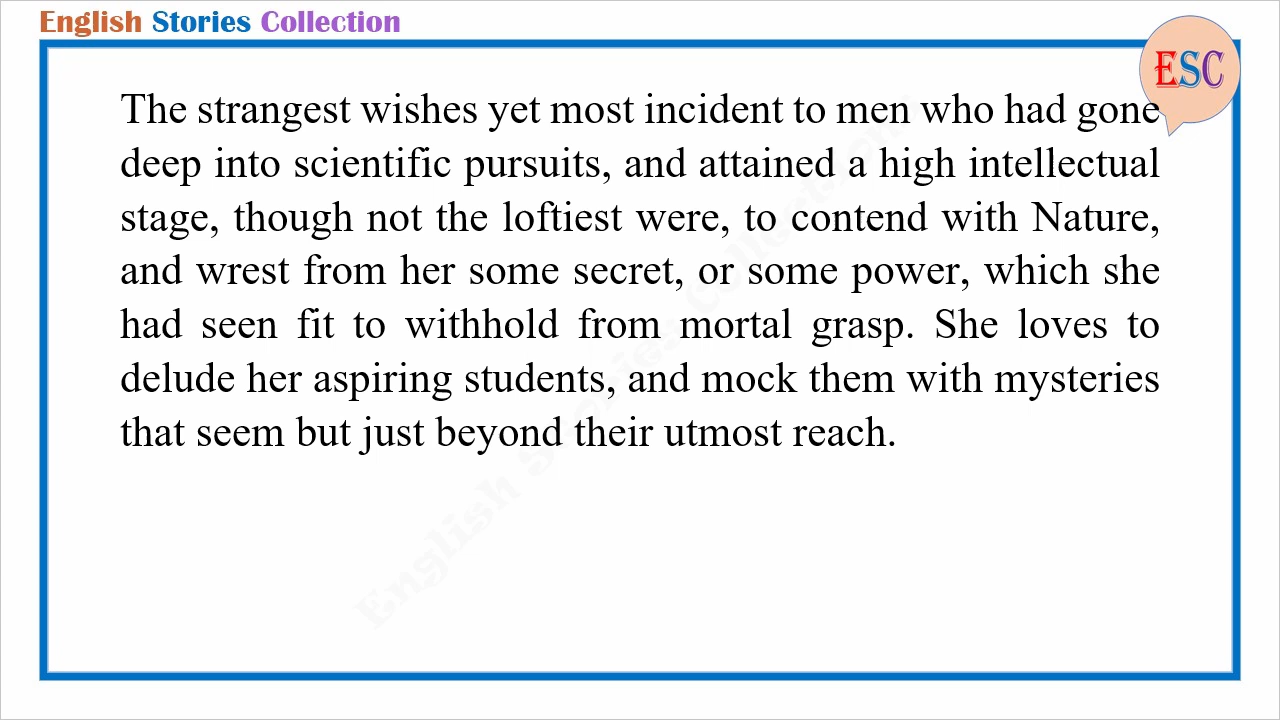 English Stories Collection
ESC
The strangest wishes yet most incident to men who had gone
deep into scientific pursuits, and attained a high intellectual
stage, though not the loftiest were, to contend with Nature,
and wrest from her some secret, or some power, which she
had seen fit to withhold from mortal grasp. She loves to
delude her aspiring students, and mock them with mysteries
that seem but just beyond their utmost reach.
English Stories Collections